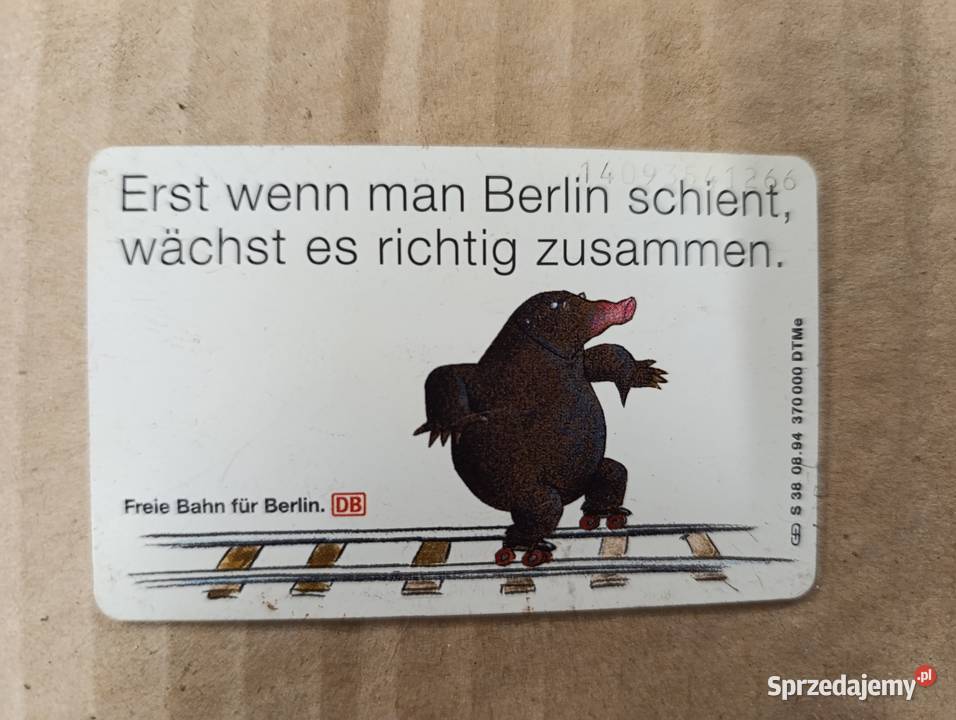 Erst wenn man Berlin schient,
wächst es richtig zusammen.
Freie Bahn für Berlin. DB
S 38 08.94 370 000 DTMe
Sprzedajemy.pl